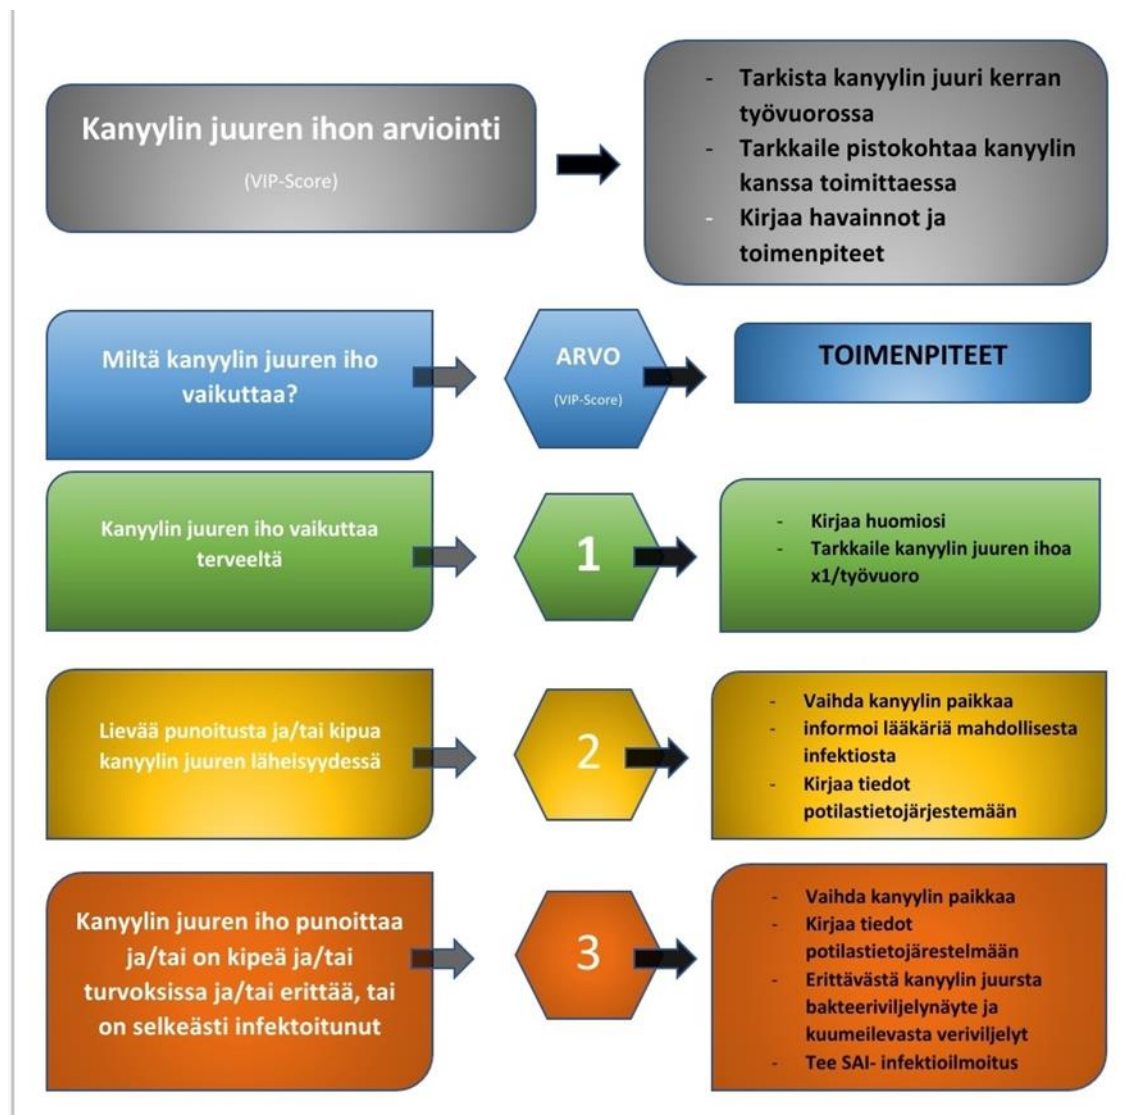 Kanyylin juuren ihon arviointi
(VIP-Score)
- Tarkista kanyylin juuri kerran
työvuorossa
- Tarkkaile pistokohtaa kanyylin
kanssa toimittaessa
- Kirjaa havainnot ja
toimenpiteet
Miltä kanyylin juuren iho
vaikuttaa?
ARVO
(VIP-Score)
TOIMENPITEET
Kanyylin juuren iho vaikuttaa
terveeltä
1
- Kirjaa huomiosi
- Tarkkaile kanyylin juuren ihoa
x1/työvuoro
Lievää punoitusta ja/tai kipua
kanyylin juuren läheisyydessä
2
- Vaihda kanyylin paikkaa
- informoi lääkäriä mahdollisesta
infektiosta
- Kirjaa tiedot
potilastietojärjestemään
Kanyylin juuren iho punoittaa
ja/tai on kipeä ja/tai
turvoksissa ja/tai erittää, tai
on selkeästi infektoitunut
3
- Vaihda kanyylin paikkaa
- Kirjaa tiedot
potilastietojärestelmään
- Erittävästä kanyylin juursta
bakteeriviljelynäyte ja
kuumeilevasta veriviljelyt
- Tee SAI- infektioilmoitus